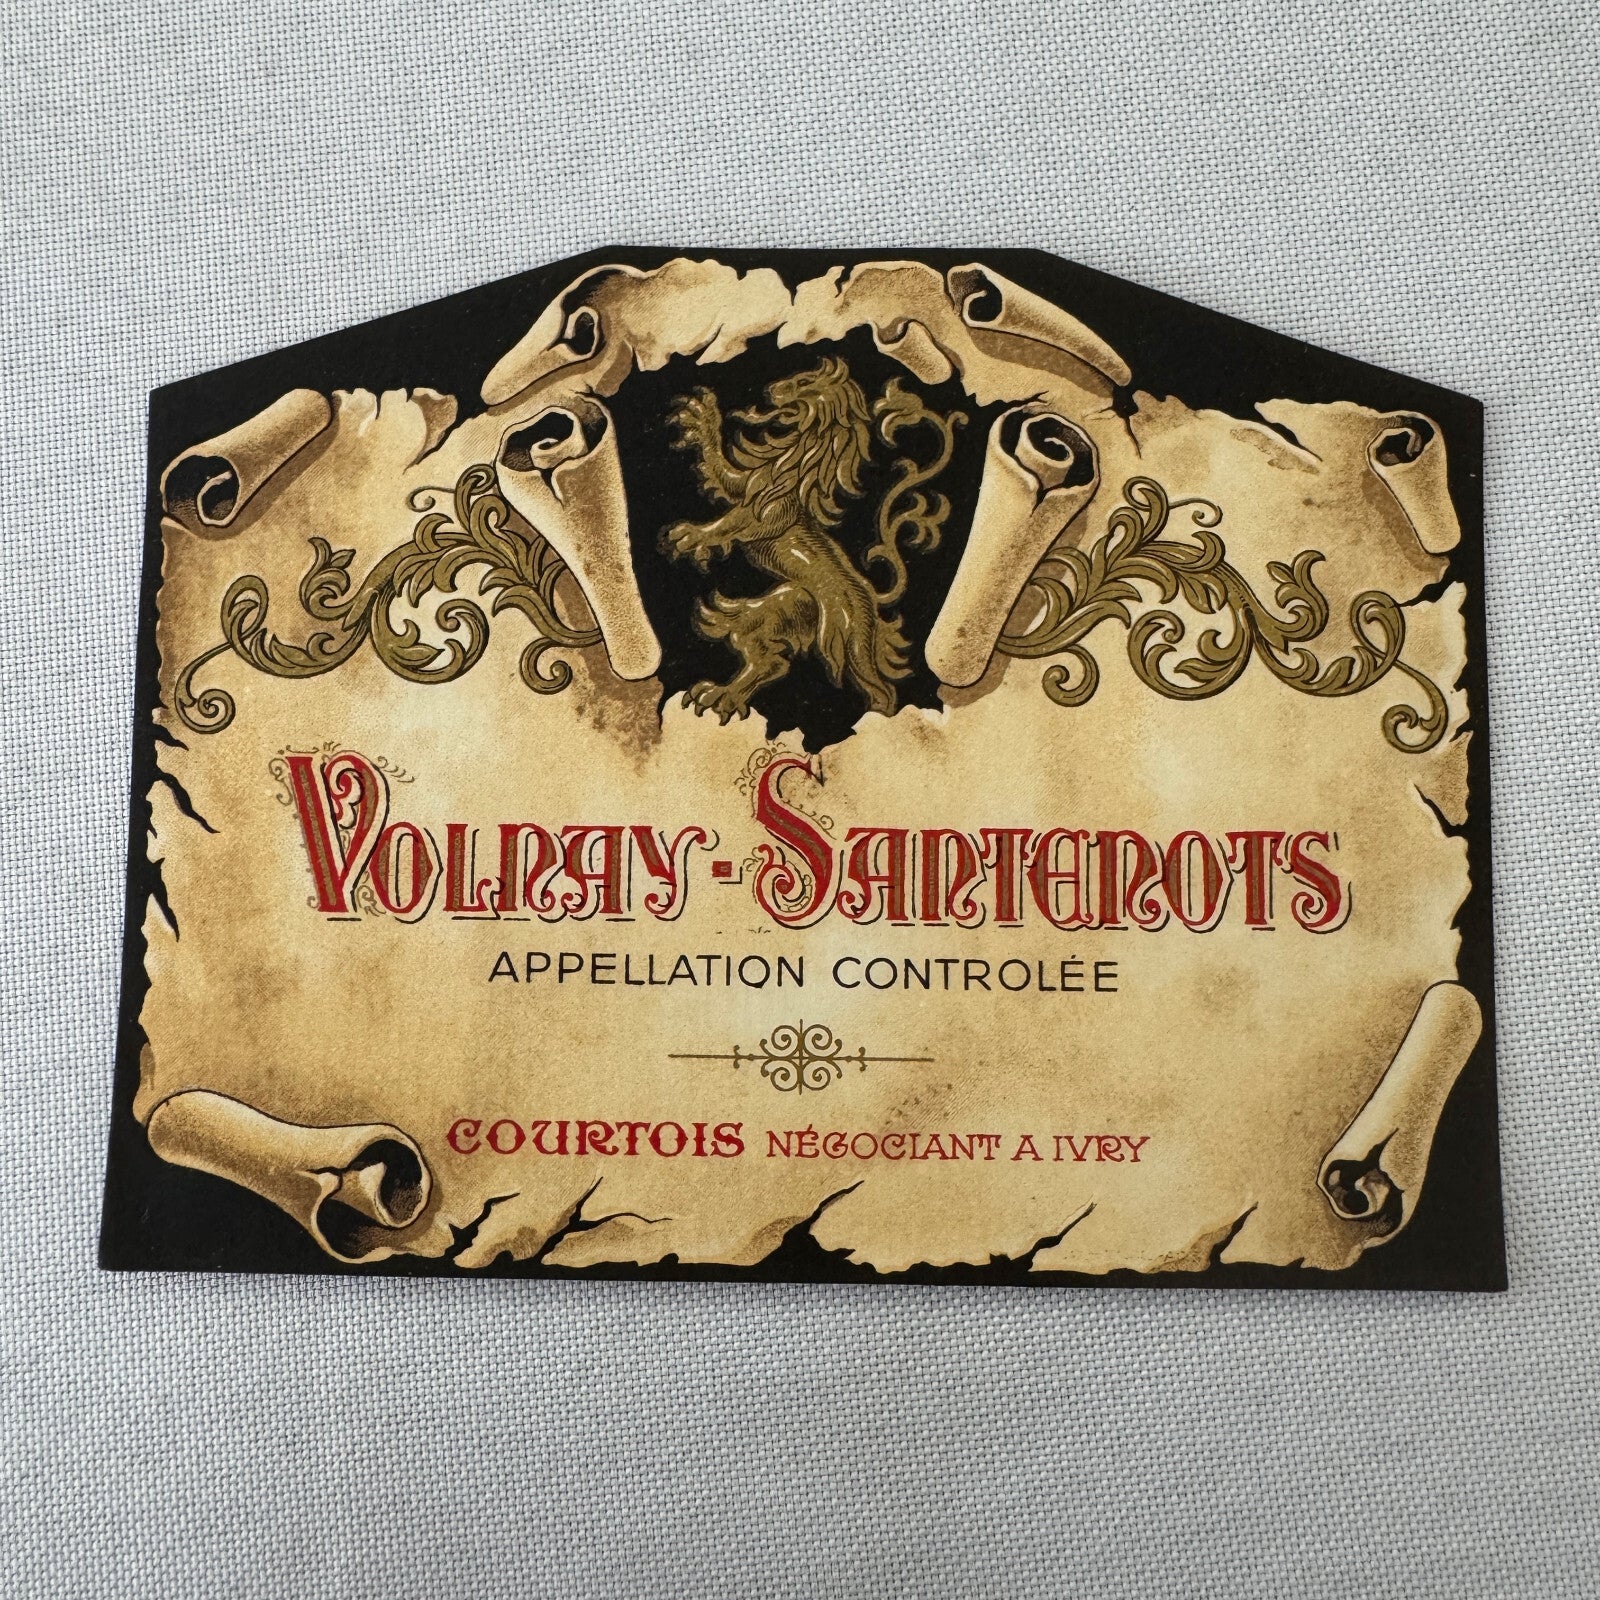 Volnay-Santenots
APPELLATION CONTROLÉE
COURTOIS NÉGOCIANT A IVRY